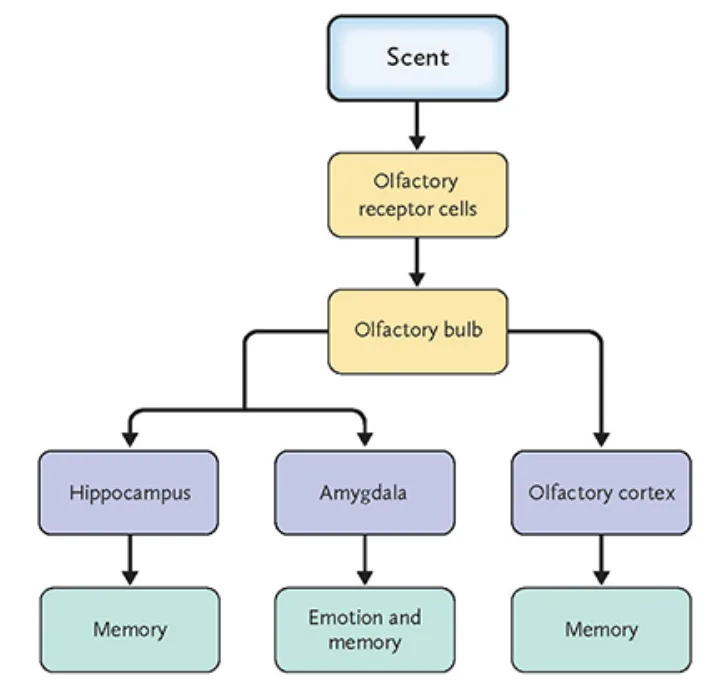 Scent
Olfactory
receptor cells
Olfactory bulb
Hippocampus
Amygdala
Olfactory cortex
Memory
Emotion and
memory
Memory